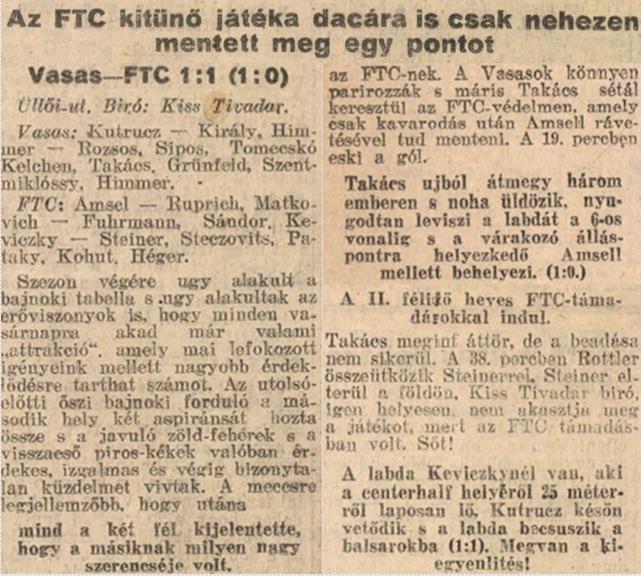 Az FTC kitünő játéka dacára is csak nehezen
mentett meg egy pontot
Vasas—FTC 1:1 (1:0)
Üllői-ut. Biró: Kiss Tivadar.
Vasas: Kutrucz — Király, Him-
mer — Rozsos, Sipos, Tomecskó
Kelchen, Takács, Grünfeld, Szent-
miklóssy, Himmer.
FTC: Amsel — Ruprich, Matko-
vich — Fuhrmann, Sándor, Ke-
viczky — Steiner, Steczovits, Pa-
taky, Kohut, Héger.
Szezon végére ugy alakult a
bajnoki tabella s ugy alakultak az
erőviszonyok is, hogy minden va-
sárnapra akad már valami
„attrakció“, amely mai lefokozott
igényeink mellett nagyobb érdek-
lődésre tarthat számot. Az utolsó-
előtti őszi bajnoki forduló a má-
sodik hely két aspiránsát hozta
össze s a javuló zöld-fehérek s a
visszaeső piros-kékek valóban ér-
dekes, izgalmas és végig bizonyta-
lan küzdelmet vivtak. A meccsre
legjellemzőbb, hogy utána
mind a két fél kijelentette,
hogy a másiknak milyen nagy
szerencséje volt.
az FTC-nek. A Vasasok könnyen
parirozzák s máris Takács sétál
keresztül az FTC-védelmen, amely
csak kavarodás után Amsell ráve-
tésével tud menteni. A 19. percben
eski a gól.
Takács ujból átmegy három
emberen s noha üldözik, nyu-
godtan leviszi a labdát a 6-os
vonalig s a várakozó állás-
pontra helyezkedő Amsell
mellett behelyezi. (1:0.)
A II. félidő heves FTC-táma-
dárokkal indul.
Takács megint áttör, de a beadása
nem sikerül. A 38. percben Rottler
összeütközik Steinerrel, Steiner el-
terül a földön, Kiss Tivadar biró,
igen helyesen, nem akasztja meg
a játékot, mert az FTC támadás-
ban volt. Sőt!
A labda Keviczkynél van, aki
a centerhalf helyéről 25 méter-
ről laposan lő, Kutrucz későn
vetődik s a labda becsuszik a
balsarokba (1:1). Megvan a ki-
egyenlités!